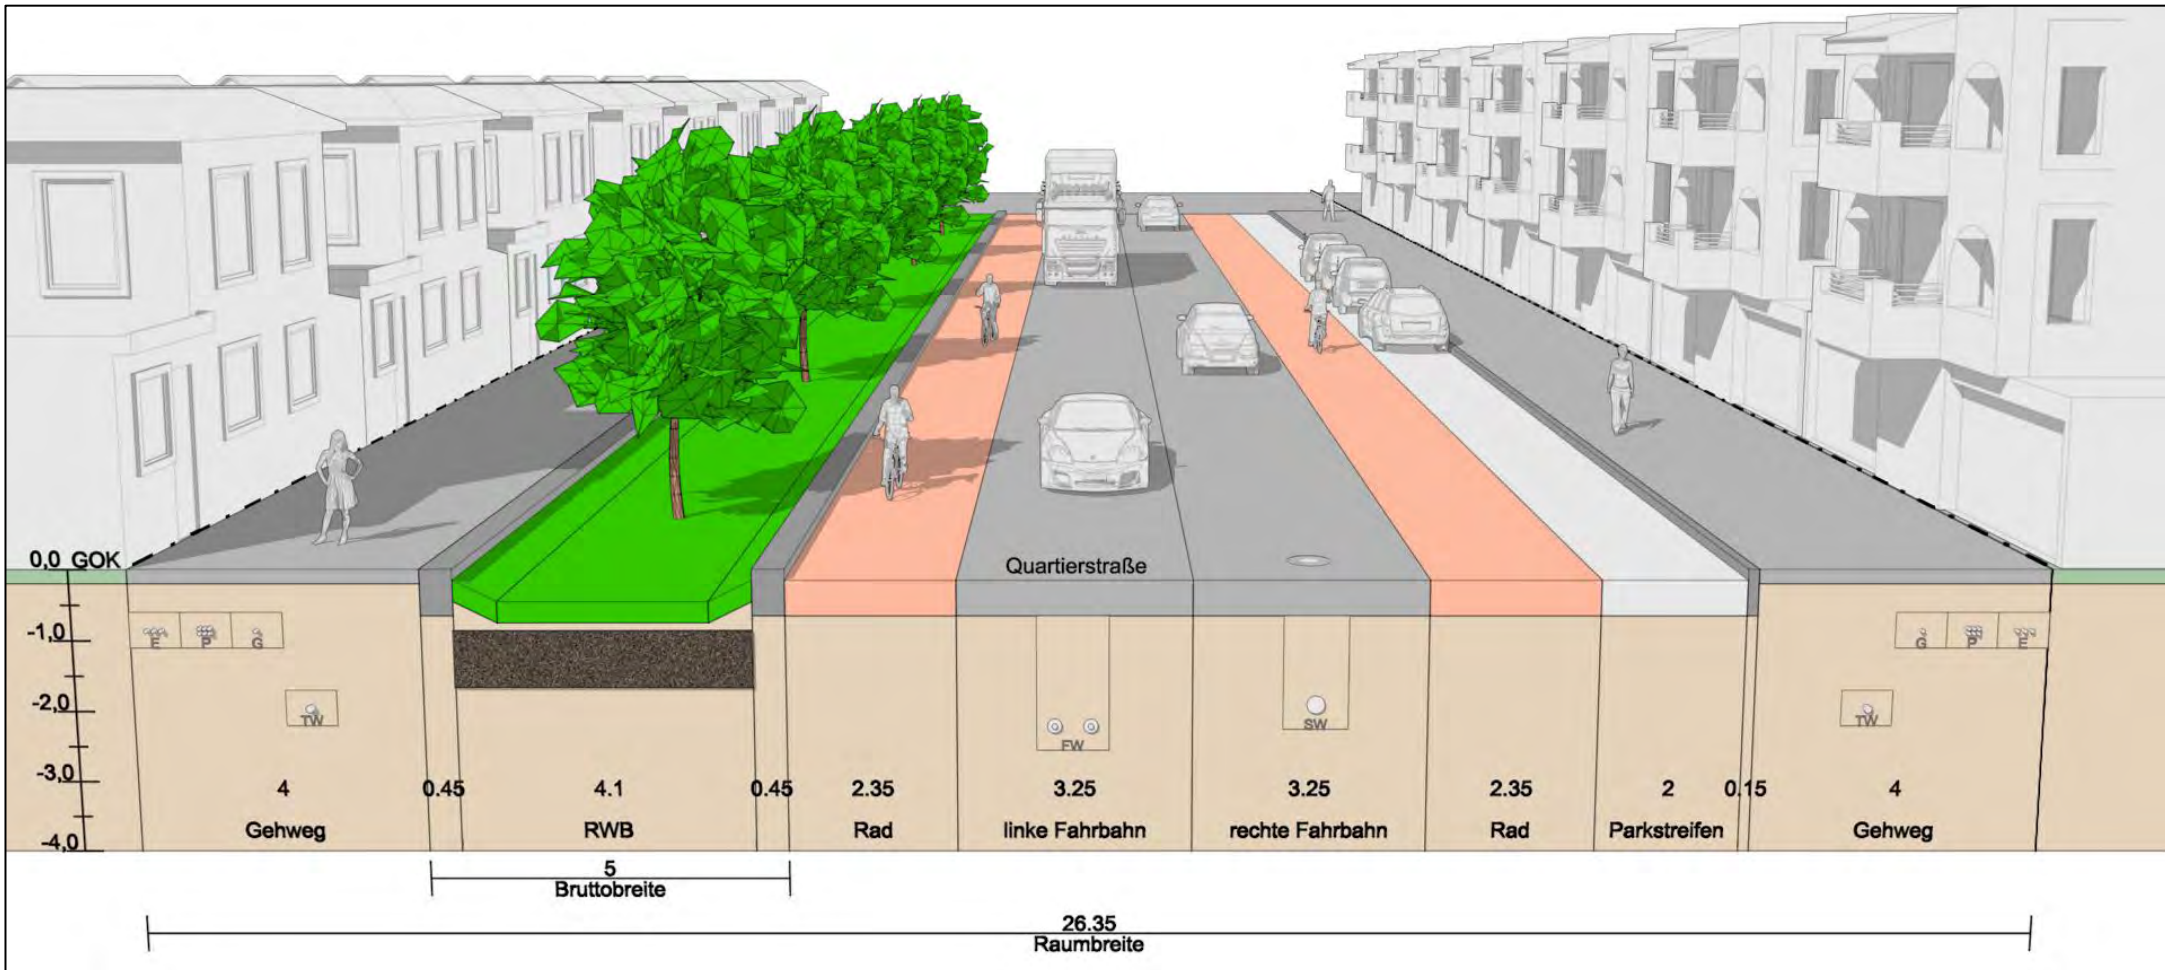 Quartierstraße
0,0 GOK
-1,0
-2,0
-3,0
-4,0
E P G
TW
FW
SW
G P E
TW
4 0.45 4.1 0.45 2.35 3.25 3.25 2.35 2 0.15 4
Gehweg RWB Rad linke Fahrbahn rechte Fahrbahn Rad Parkstreifen Gehweg
5
Bruttobreite
26.35
Raumbreite